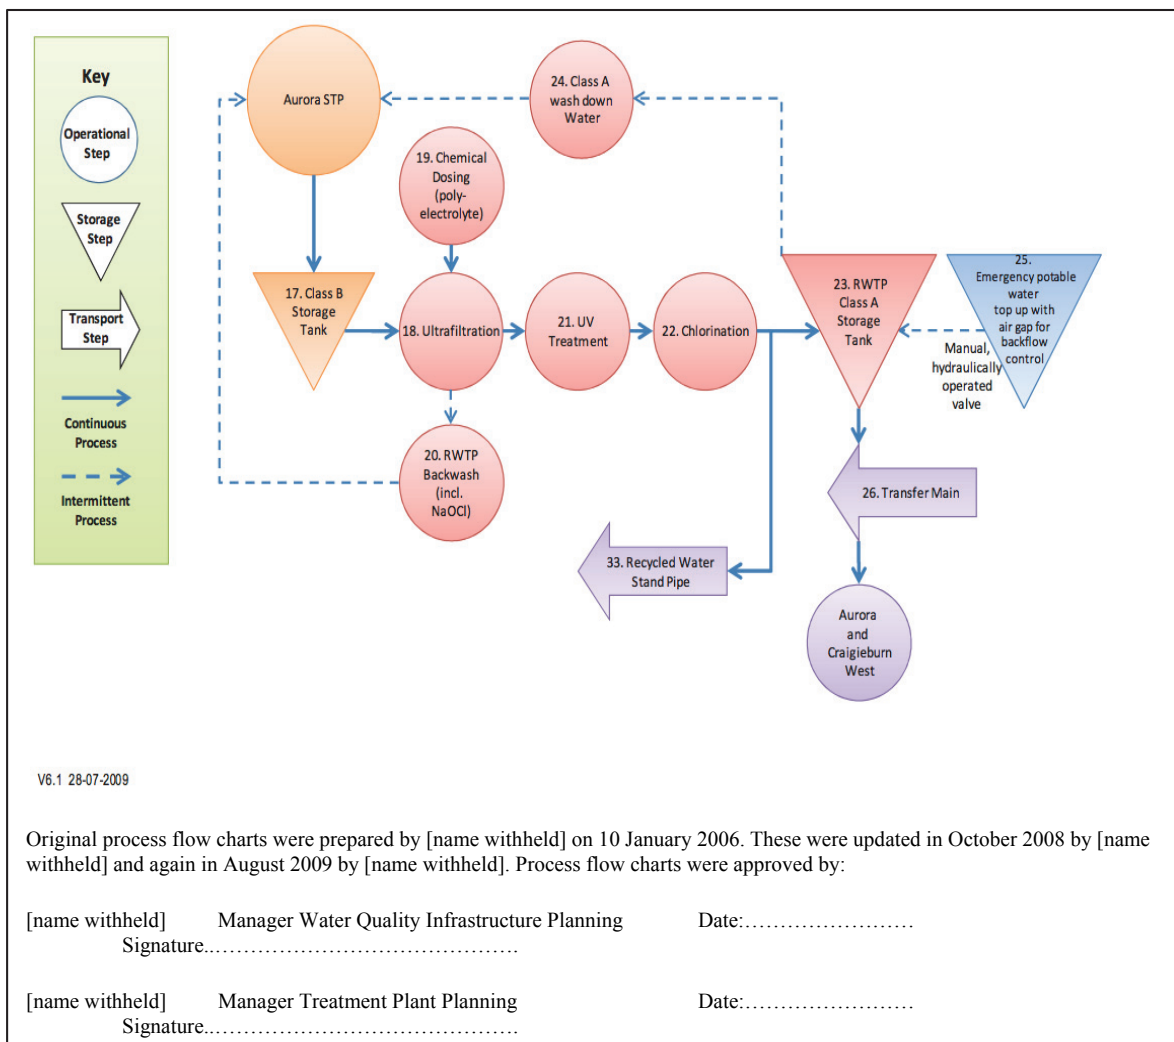 Key
Operational
Step
Storage
Step
Transport
Step
Continuous
Process
Intermittent
Process
Aurora STP
24. Class A
wash down
Water
19. Chemical
Dosing
(poly-
electrolyte)
17. Class B
Storage
Tank
18. Ultrafiltration
21. UV
Treatment
22. Chlorination
23. RWTP
Class A
Storage
Tank
25.
Emergency potable
water
top up with
air gap for
backflow
control
Manual,
hydraulically
operated
valve
20. RWTP
Backwash
(incl.
NaOCl)
26. Transfer Main
33. Recycled Water
Stand Pipe
Aurora
and
Craigieburn
West
V6.1 28-07-2009
Original process flow charts were prepared by [name withheld] on 10 January 2006. These were updated in October 2008 by [name
withheld] and again in August 2009 by [name withheld]. Process flow charts were approved by:
[name withheld] Manager Water Quality Infrastructure Planning Date:……………………
Signature..…………………………………….
[name withheld] Manager Treatment Plant Planning Date:……………………
Signature..…………………………………….